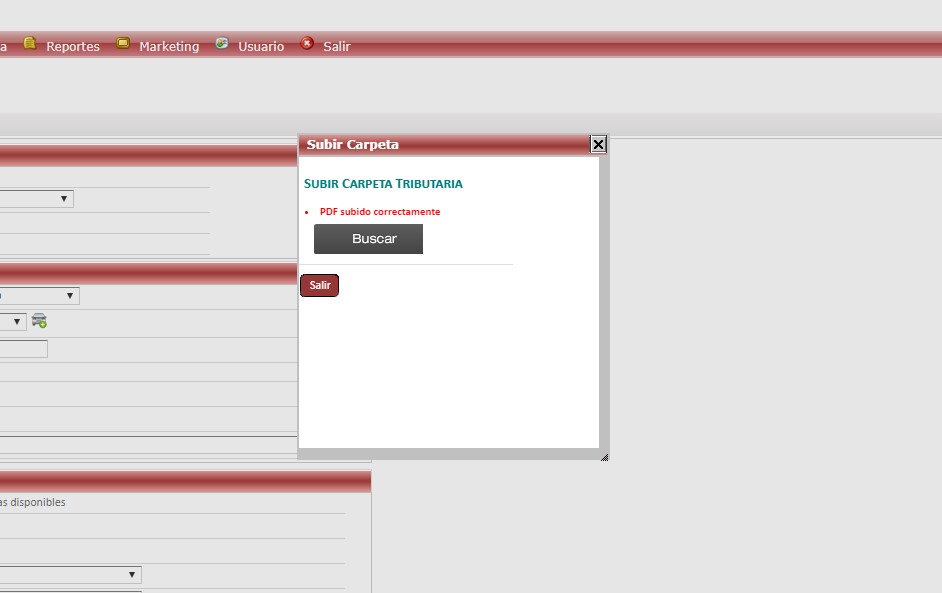 a Reportes Marketing Usuario Salir
Subir Carpeta
SUBIR CARPETA TRIBUTARIA
PDF subido correctamente
Buscar
Salir
as disponibles